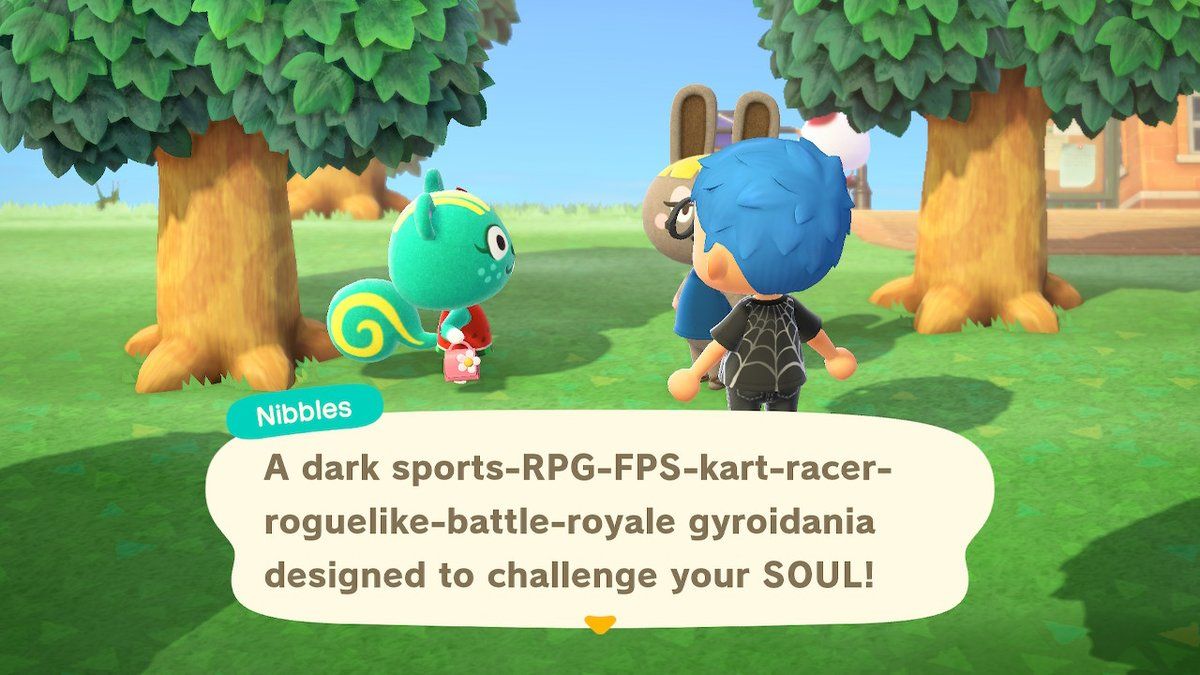 Nibbles
A dark sports-RPG-FPS-kart-racer-
roguelike-battle-royale gyroidania
designed to challenge your SOUL!